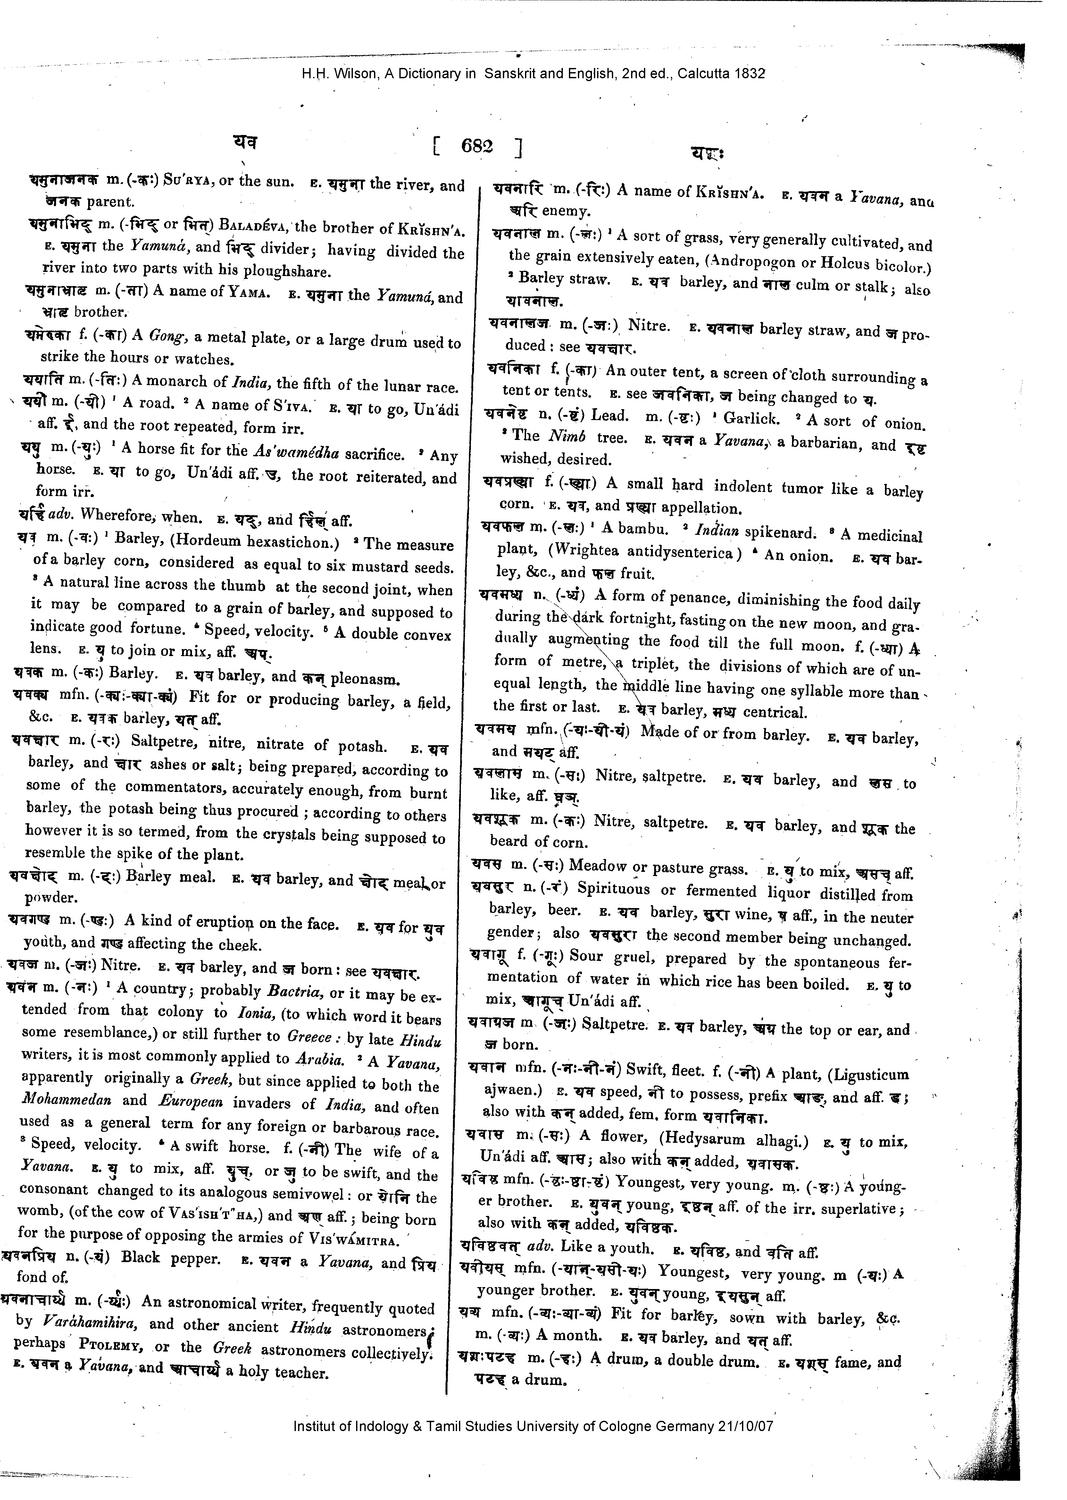 H.H. Wilson, A Dictionary in Sanskrit and English, 2nd ed., Calcutta 1832
यव
[ 682 ]
यशः
यमुनाजनक m. (-कः) SU'RYA, or the sun. E. यमुना the river, and
जनक parent.
यमुनाभिद् m. (-भिद् or भित्) BALADÉVA, the brother of KRĬSHN'A.
E. यमुना the Yamuná, and भिद् divider; having divided the
river into two parts with his ploughshare.
यमुनाभ्राट m. (-ता) A name of YAMA. E. यमुना the Yamuná, and
भ्राट brother.
यमेरुका f. (-का) A Gong, a metal plate, or a large drum used to
strike the hours or watches.
ययाति m. (-तिः) A monarch of India, the fifth of the lunar race.
ययी m. (-यी) ¹ A road. ² A name of S'IVA. E. या to go, Un'ádi
aff. ई, and the root repeated, form irr.
ययु m. (-युः) ¹ A horse fit for the As'wamédha sacrifice. ² Any
horse. E. या to go, Un'ádi aff. उ, the root reiterated, and
form irr.
यर्हि adv. Wherefore, when. E. यद्, and र्हिल् aff.
यव m. (-वः) ¹ Barley, (Hordeum hexastichon.) ² The measure
of a barley corn, considered as equal to six mustard seeds.
³ A natural line across the thumb at the second joint, when
it may be compared to a grain of barley, and supposed to
indicate good fortune. ⁴ Speed, velocity. ⁵ A double convex
lens. E. यु to join or mix, aff. अप्.
यवक m. (-कः) Barley. E. यव barley, and कन् pleonasm.
यवक्य mfn. (-क्यः-क्या-क्यं) Fit for or producing barley, a field,
&c. E. यवक barley, यत् aff.
यवक्षार m. (-रः) Saltpetre, nitre, nitrate of potash. E. यव
barley, and क्षार ashes or salt; being prepared, according to
some of the commentators, accurately enough, from burnt
barley, the potash being thus procured; according to others
however it is so termed, from the crystals being supposed to
resemble the spike of the plant.
यवक्षोद m. (-दः) Barley meal. E. यव barley, and क्षोद meal or
powder.
यवगण्ड m. (-ण्डः) A kind of eruption on the face. E. यव for युव
youth, and गण्ड affecting the cheek.
यवज m. (-जः) Nitre. E. यव barley, and ज born: see यवक्षार.
यवन m. (-नः) ¹ A country; probably Bactria, or it may be ex-
tended from that colony to Ionia, (to which word it bears
some resemblance,) or still further to Greece: by late Hindu
writers, it is most commonly applied to Arabia. ² A Yavana,
apparently originally a Greek, but since applied to both the
Mohammedan and European invaders of India, and often
used as a general term for any foreign or barbarous race.
³ Speed, velocity. ⁴ A swift horse. f. (-नी) The wife of a
Yavana. E. यु to mix, aff. युच्, or जु to be swift, and the
consonant changed to its analogous semivowel: or योनि the
womb, (of the cow of VAS'ISH'T'HA,) and अण् aff.; being born
for the purpose of opposing the armies of VIS'WÁMITRA.
यवनप्रिय n. (-यं) Black pepper. E. यवन a Yavana, and प्रिय
fond of.
यवनाचार्य्य m. (-र्य्यः) An astronomical writer, frequently quoted
by Varáhamihira, and other ancient Hindu astronomers;
perhaps PTOLEMY, or the Greek astronomers collectively.
E. यवन a Yavana, and आचार्य्य a holy teacher.
यवनारि m. (-रिः) A name of KRĬSHN'A. E. यवन a Yavana, and
अरि enemy.
यवनाल m. (-लः) ¹ A sort of grass, very generally cultivated, and
the grain extensively eaten, (Andropogon or Holcus bicolor.)
² Barley straw. E. यव barley, and नाल culm or stalk; also
यावनाल.
यवनालज m. (-जः) Nitre. E. यवनाल barley straw, and ज pro-
duced: see यवक्षार.
यवनिका f. (-का) An outer tent, a screen of cloth surrounding a
tent or tents. E. see जवनिका, ज being changed to य.
यवनेष्ट n. (-ष्टं) Lead. m. (-ष्टः) ¹ Garlick. ² A sort of onion.
³ The Nimb tree. E. यवन a Yavana, a barbarian, and इष्ट
wished, desired.
यवप्रख्या f. (-ख्या) A small hard indolent tumor like a barley
corn. E. यव, and प्रख्या appellation.
यवफल m. (-लः) ¹ A bambu. ² Indian spikenard. ³ A medicinal
plant, (Wrightea antidysenterica) ⁴ An onion. E. यव bar-
ley, &c., and फल fruit.
यवमध्य n. (-ध्यं) A form of penance, diminishing the food daily
during the dark fortnight, fasting on the new moon, and gra-
dually augmenting the food till the full moon. f. (-ध्या) A
form of metre, a triplet, the divisions of which are of un-
equal length, the middle line having one syllable more than
the first or last. E. यव barley, मध्य centrical.
यवमय mfn. (-यः-यी-यं) Made of or from barley. E. यव barley,
and मयट् aff.
यवलास m. (-सः) Nitre, saltpetre. E. यव barley, and लस to
like, aff. घञ्.
यवशूक m. (-कः) Nitre, saltpetre. E. यव barley, and शूक the
beard of corn.
यवस m. (-सः) Meadow or pasture grass. E. यु to mix, असच् aff.
यवसुर n. (-रं) Spirituous or fermented liquor distilled from
barley, beer. E. यव barley, सुरा wine, ष aff., in the neuter
gender; also यवसुरा the second member being unchanged.
यवागू f. (-गूः) Sour gruel, prepared by the spontaneous fer-
mentation of water in which rice has been boiled. E. यु to
mix, आगूच् Un'ádi aff.
यवाग्रज m (-जः) Saltpetre. E. यव barley, अग्र the top or ear, and
ज born.
यवान mfn. (-नः-नी-नं) Swift, fleet. f. (-नी) A plant, (Ligusticum
ajwaen.) E. यव speed, नी to possess, prefix आङ्, and aff. ड;
also with कन् added, fem. form यवानिका.
यवास m. (-सः) A flower, (Hedysarum alhagi.) E. यु to mix,
Un'ádi aff. आस; also with कन् added, यवासक.
यविष्ठ mfn. (-ष्ठः-ष्ठा-ष्ठं) Youngest, very young. m. (-ष्ठः) A young-
er brother. E. युवन् young, इष्ठन् aff. of the irr. superlative;
also with कन् added, यविष्ठक.
यविष्ठवत् adv. Like a youth. E. यविष्ठ, and वति aff.
यवीयस् mfn. (-यान्-यसी-यः) Youngest, very young. m (-यः) A
younger brother. E. युवन् young, इयसुन् aff.
यव्य mfn. (-व्यः-व्या-व्यं) Fit for barley, sown with barley, &c.
m. (-व्यः) A month. E. यव barley, and यत् aff.
यशःपटह m. (-हः) A drum, a double drum. E. यशस् fame, and
पटह a drum.
Institut of Indology & Tamil Studies University of Cologne Germany 21/10/07